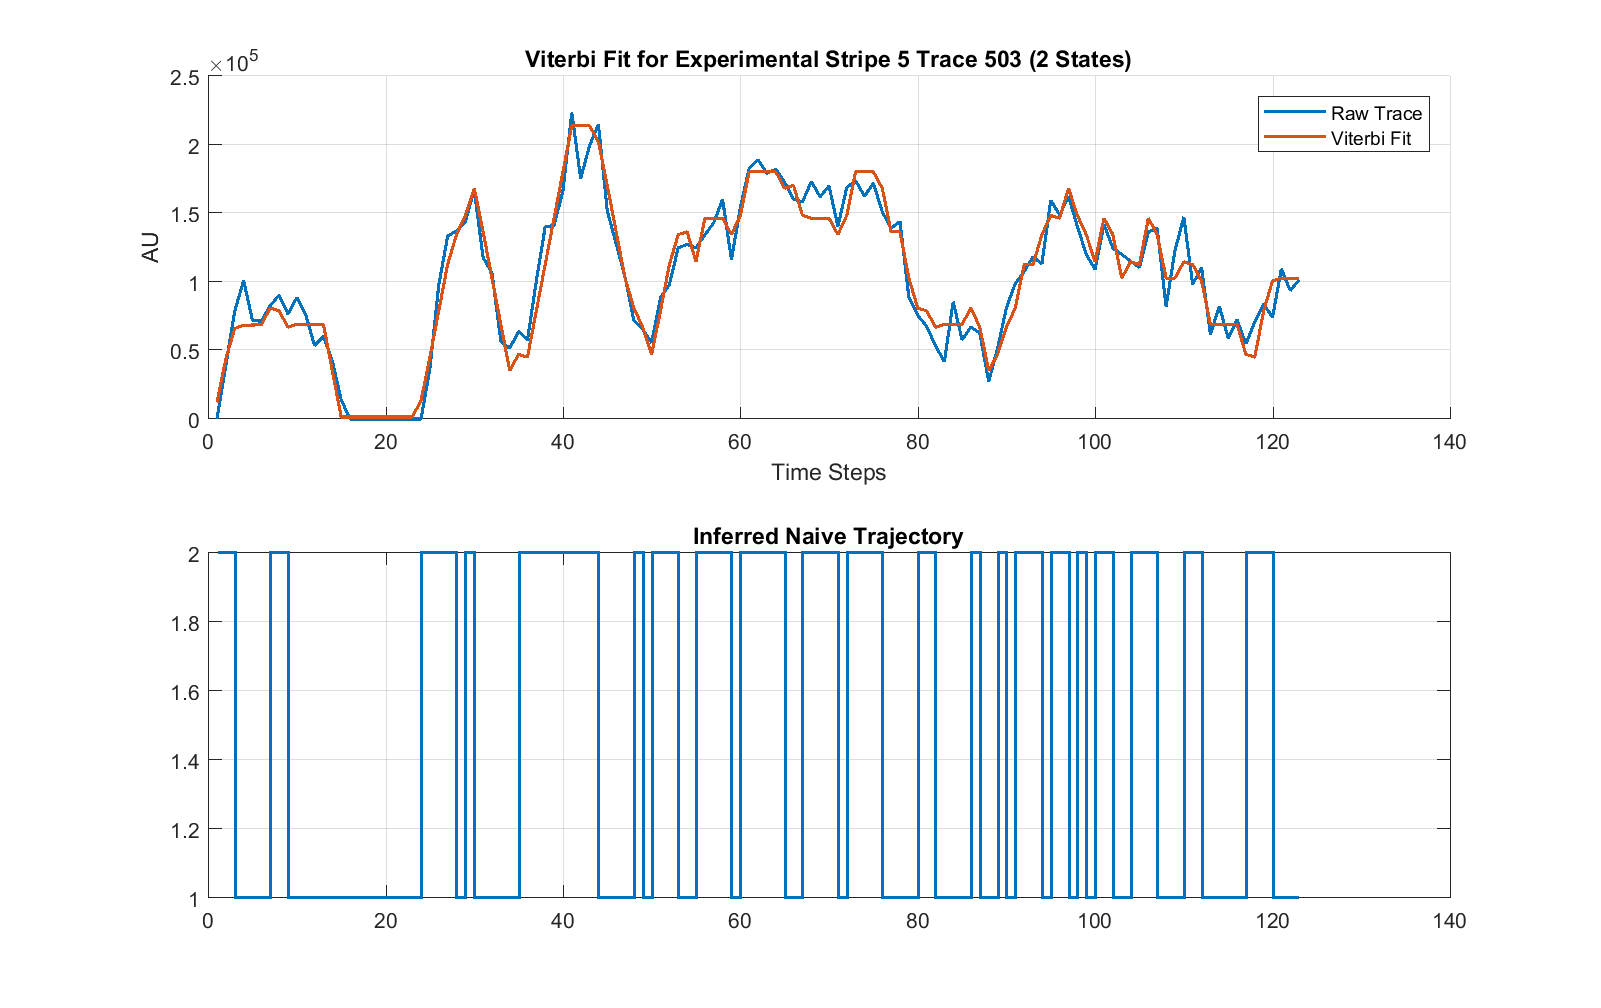 Viterbi Fit for Experimental Stripe 5 Trace 503 (2 States)
×10^5
2.5
2
1.5
1
0.5
0
AU
Raw Trace
Viterbi Fit
0 20 40 60 80 100 120 140
Time Steps
Inferred Naive Trajectory
2
1.8
1.6
1.4
1.2
1
0 20 40 60 80 100 120 140